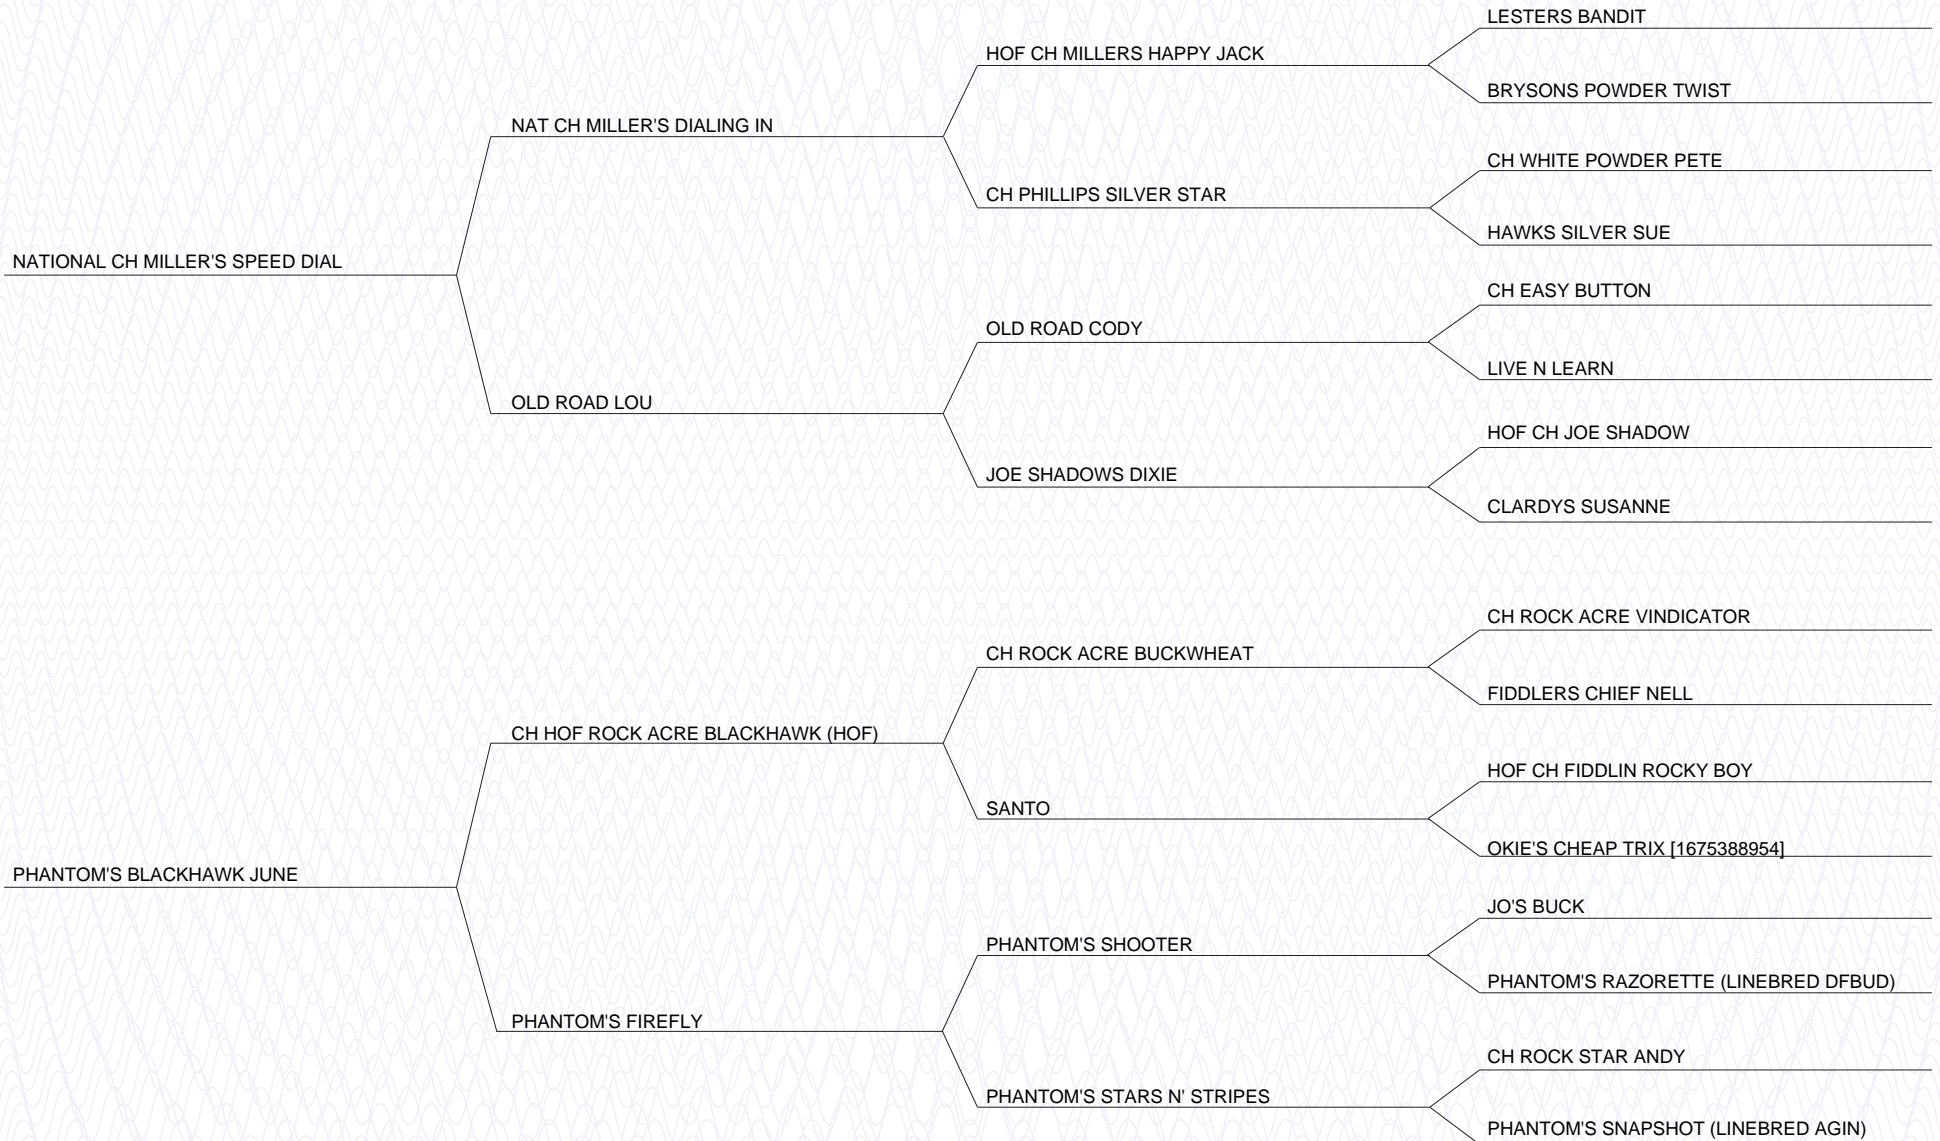 LESTERS BANDIT
HOF CH MILLERS HAPPY JACK
BRYSONS POWDER TWIST
NAT CH MILLER'S DIALING IN
CH WHITE POWDER PETE
CH PHILLIPS SILVER STAR
HAWKS SILVER SUE
NATIONAL CH MILLER'S SPEED DIAL
CH EASY BUTTON
OLD ROAD CODY
LIVE N LEARN
OLD ROAD LOU
HOF CH JOE SHADOW
JOE SHADOWS DIXIE
CLARDYS SUSANNE
CH ROCK ACRE VINDICATOR
CH ROCK ACRE BUCKWHEAT
FIDDLERS CHIEF NELL
CH HOF ROCK ACRE BLACKHAWK (HOF)
HOF CH FIDDLIN ROCKY BOY
SANTO
OKIE'S CHEAP TRIX [1675388954]
PHANTOM'S BLACKHAWK JUNE
JO'S BUCK
PHANTOM'S SHOOTER
PHANTOM'S RAZORETTE (LINEBRED DFBUD)
PHANTOM'S FIREFLY
CH ROCK STAR ANDY
PHANTOM'S STARS N' STRIPES
PHANTOM'S SNAPSHOT (LINEBRED AGIN)